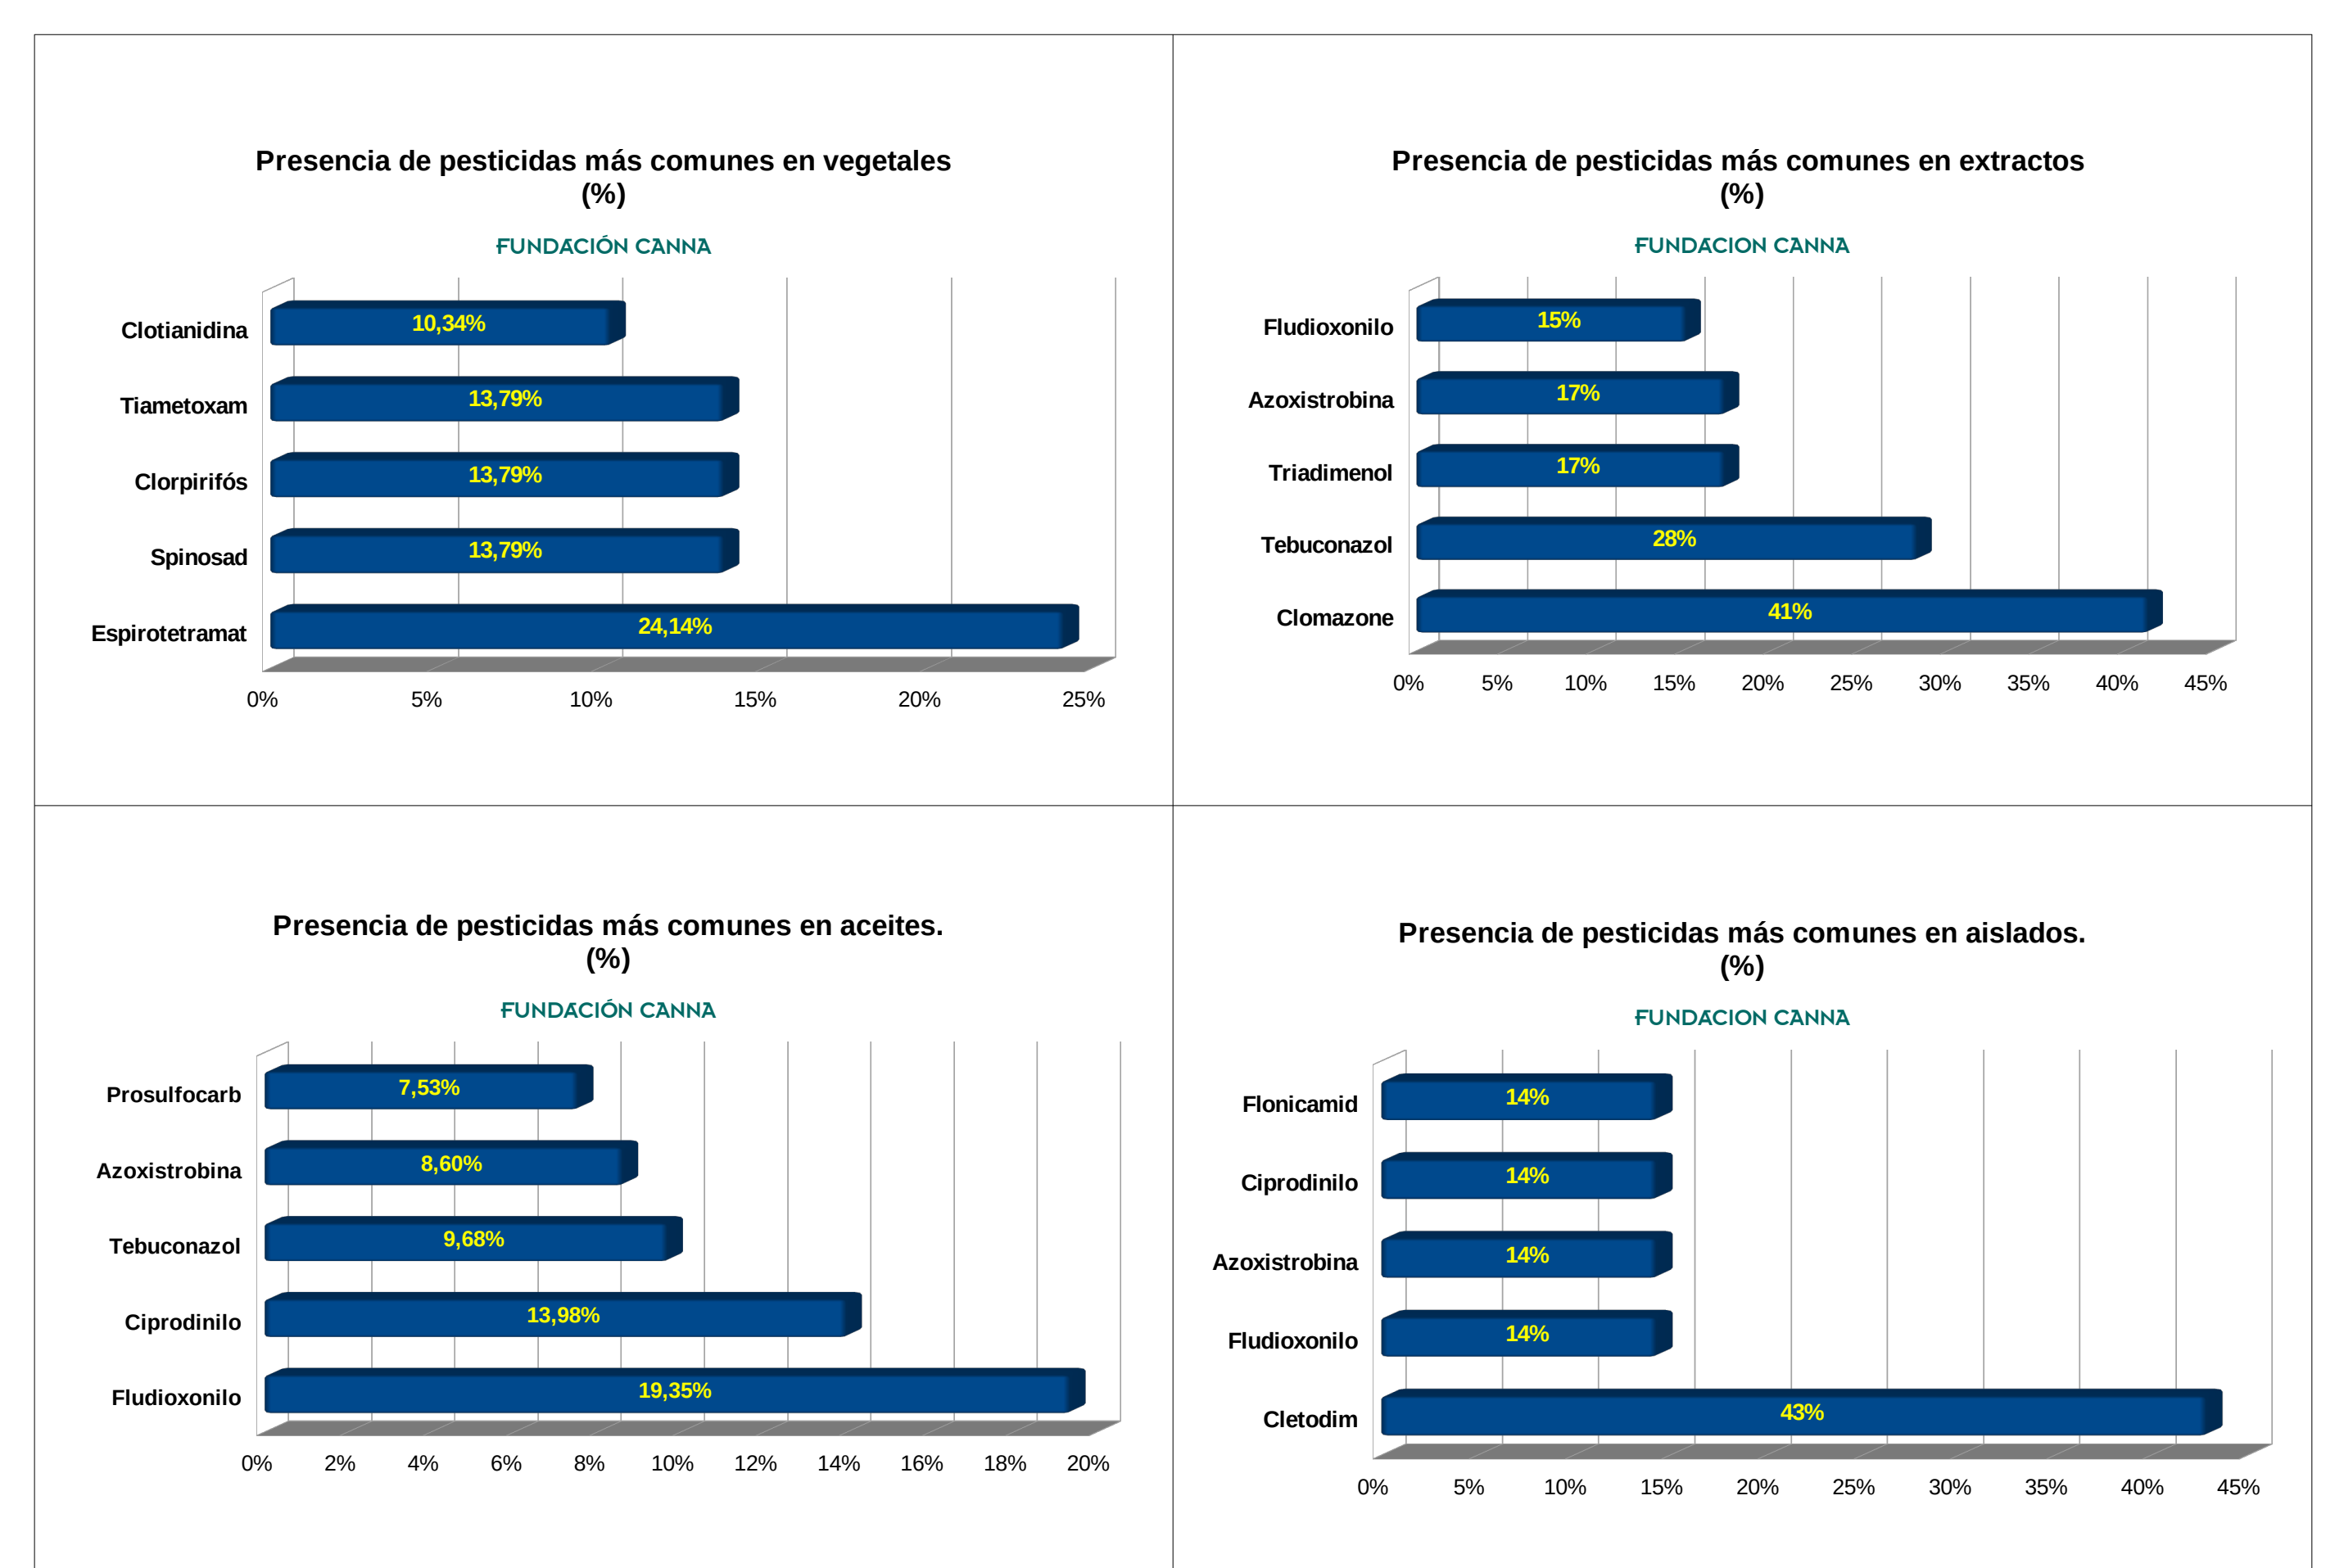 Presencia de pesticidas más comunes en vegetales
(%)
FUNDACIÓN CANNA
Clotianidina
10,34%
Tiametoxam
13,79%
Clorpirifós
13,79%
Spinosad
13,79%
Espirotetramat
24,14%
0% 5% 10% 15% 20% 25%
Presencia de pesticidas más comunes en extractos
(%)
FUNDACION CANNA
Fludioxonilo
15%
Azoxistrobina
17%
Triadimenol
17%
Tebuconazol
28%
Clomazone
41%
0% 5% 10% 15% 20% 25% 30% 35% 40% 45%
Presencia de pesticidas más comunes en aceites.
(%)
FUNDACIÓN CANNA
Prosulfocarb
7,53%
Azoxistrobina
8,60%
Tebuconazol
9,68%
Ciprodinilo
13,98%
Fludioxonilo
19,35%
0% 2% 4% 6% 8% 10% 12% 14% 16% 18% 20%
Presencia de pesticidas más comunes en aislados.
(%)
FUNDACION CANNA
Flonicamid
14%
Ciprodinilo
14%
Azoxistrobina
14%
Fludioxonilo
14%
Cletodim
43%
0% 5% 10% 15% 20% 25% 30% 35% 40% 45%